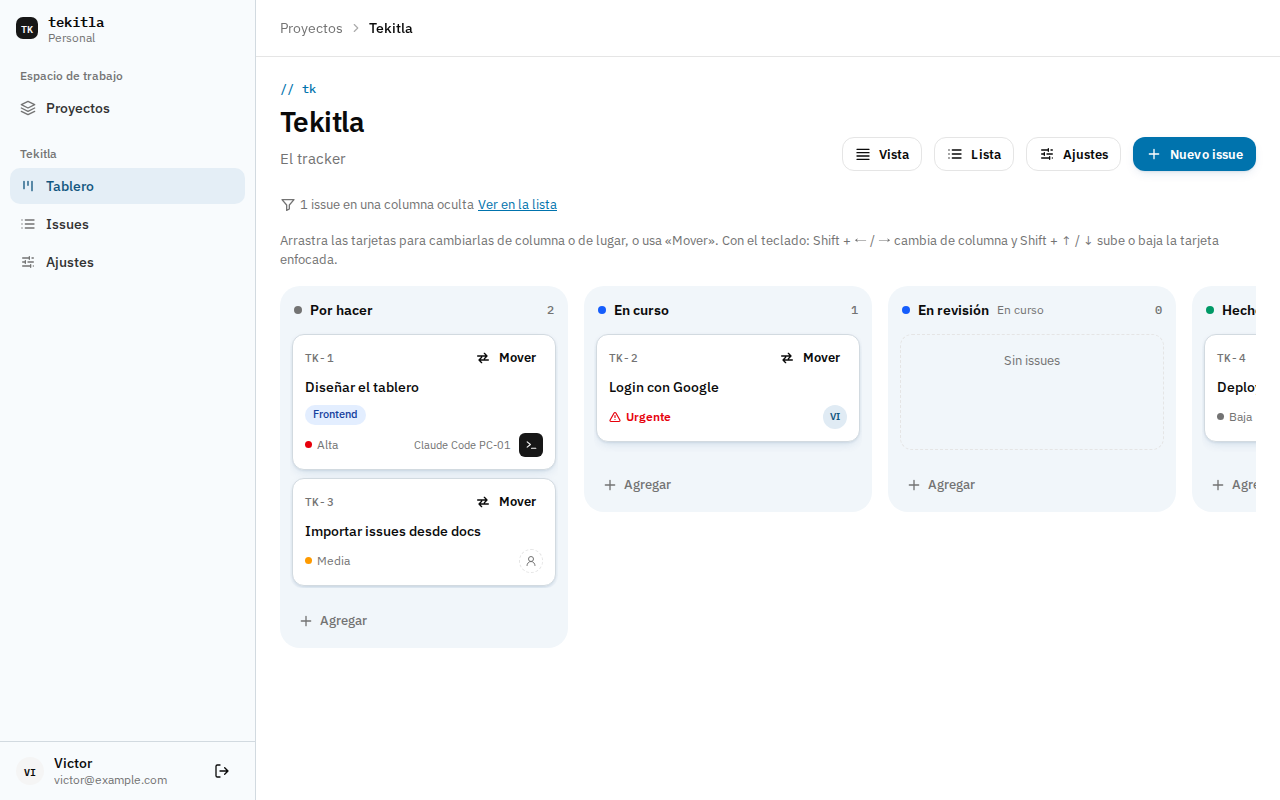 TK
tekitla
Personal
Espacio de trabajo
Proyectos
Tekitla
Tablero
Issues
Ajustes
VI
Victor
victor@example.com
Proyectos
Tekitla
// tk
Tekitla
El tracker
Vista
Lista
Ajustes
Nuevo issue
1 issue en una columna oculta Ver en la lista
Arrastra las tarjetas para cambiarlas de columna o de lugar, o usa «Mover». Con el teclado: Shift + ← / → cambia de columna y Shift + ↑ / ↓ sube o baja la tarjeta
enfocada.
Por hacer 2
TK-1 Mover
Diseñar el tablero
Frontend
Alta Claude Code PC-01
TK-3 Mover
Importar issues desde docs
Media
Agregar
En curso 1
TK-2 Mover
Login con Google
Urgente VI
Agregar
En revisión En curso 0
Sin issues
Agregar
TK-4
Baja